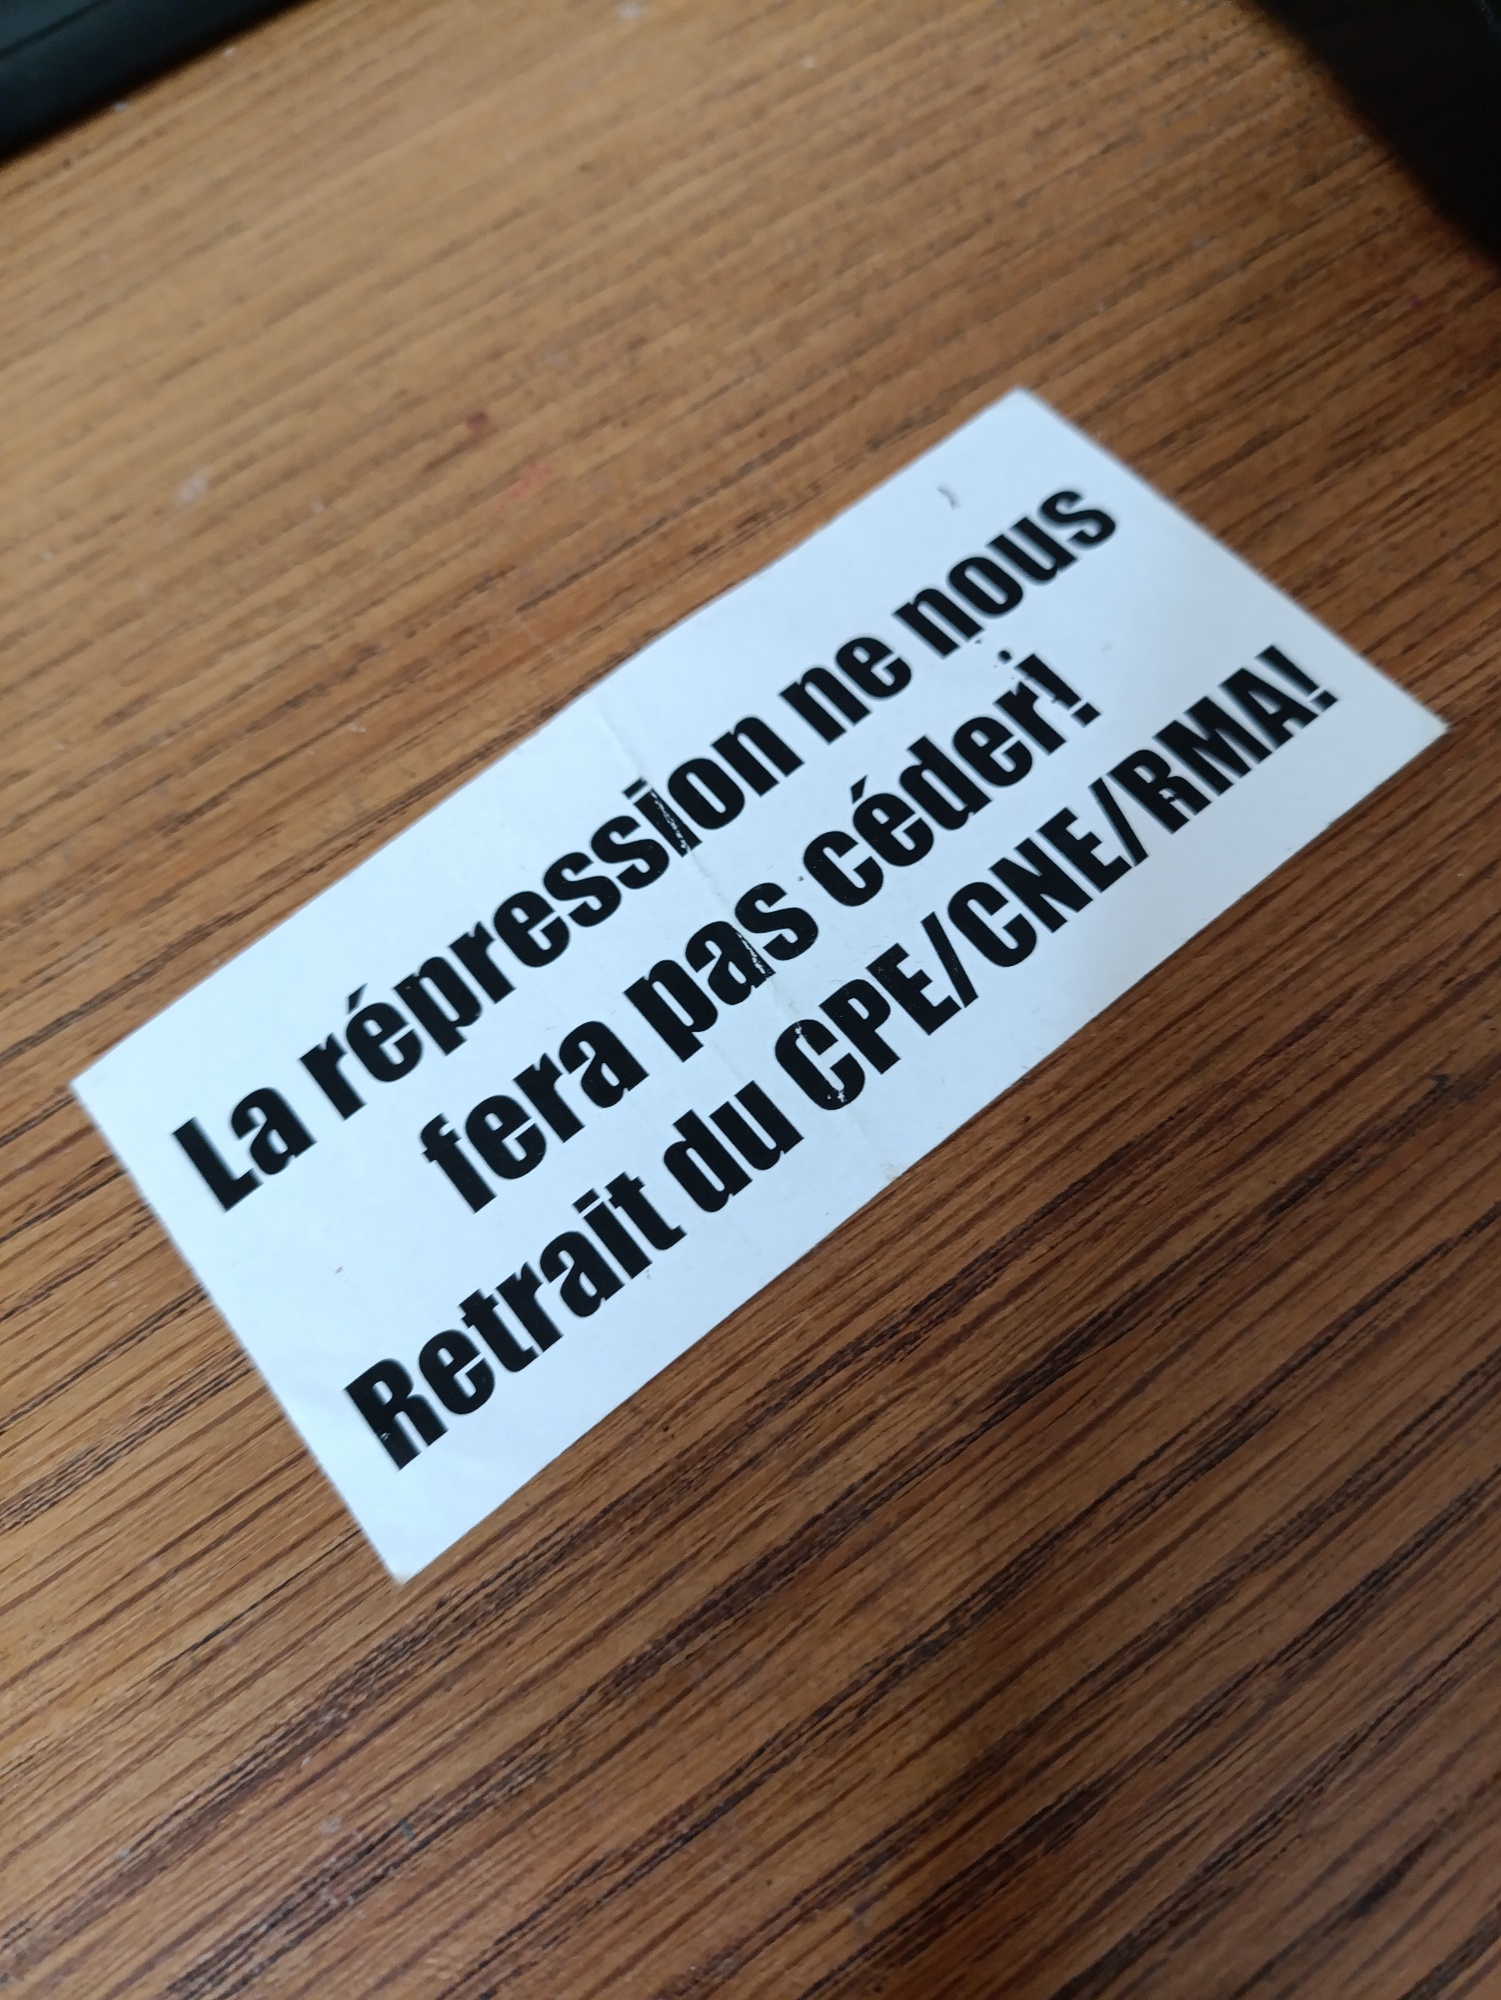 La répression ne nous
fera pas céder!
Retrait du CPE/CNE/RMA!